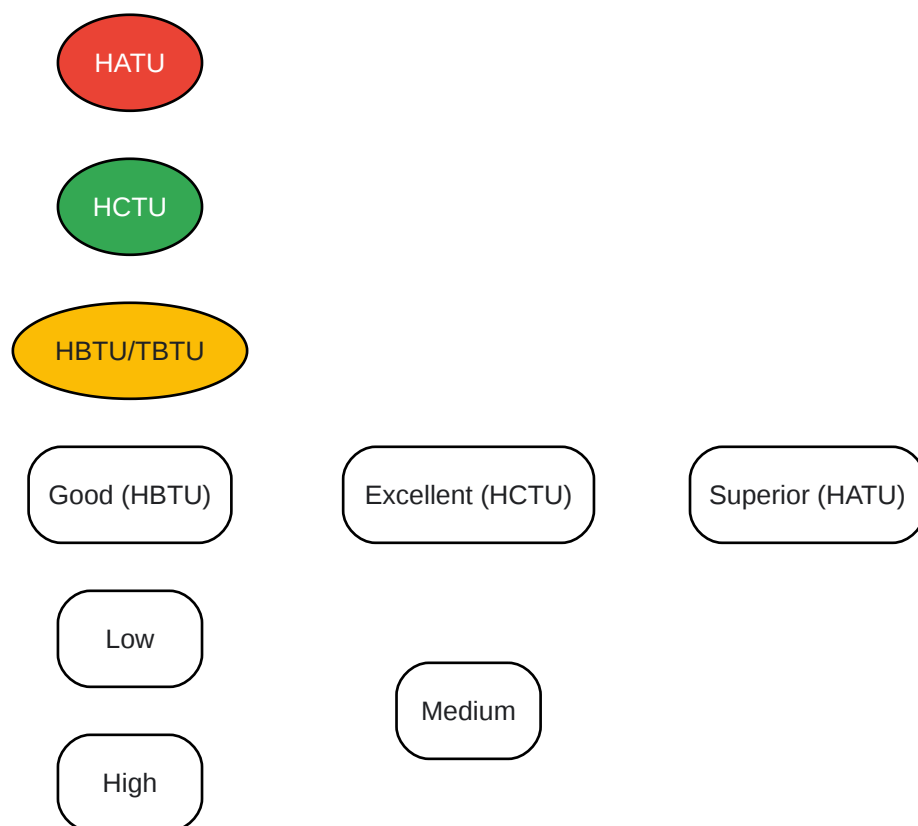 HATU
HCTU
HBTU/TBTU
Good (HBTU)
Excellent (HCTU)
Superior (HATU)
Low
Medium
High